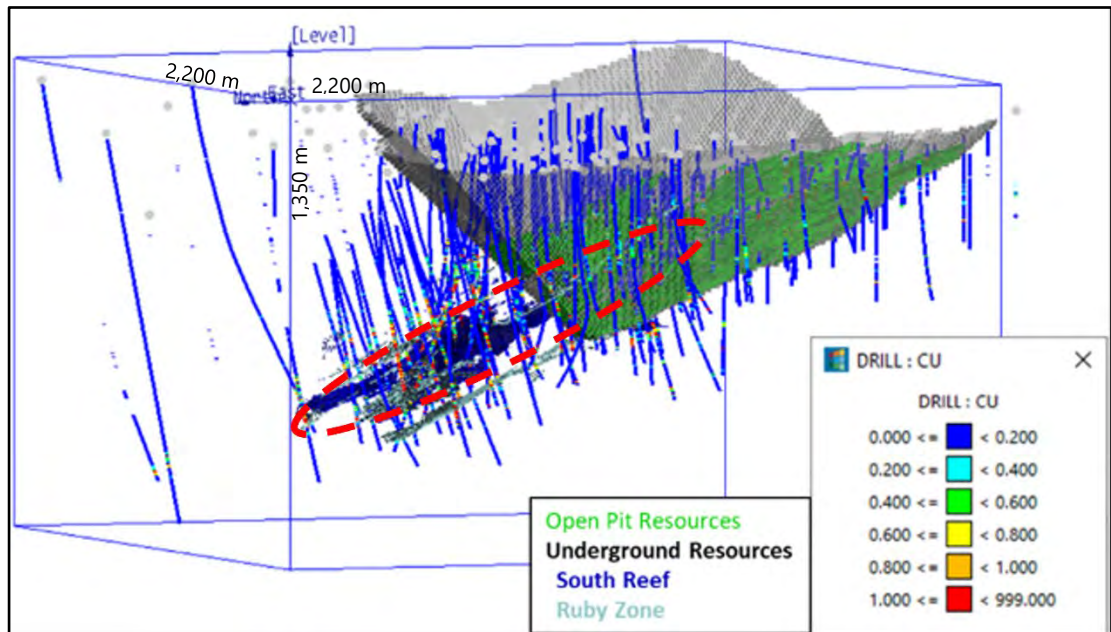 [Level]
2,200 m
North
East
2,200 m
1,350 m
DRILL : CU
DRILL : CU
0.000 <= < 0.200
0.200 <= < 0.400
0.400 <= < 0.600
0.600 <= < 0.800
0.800 <= < 1.000
1.000 <= < 999.000
Open Pit Resources
Underground Resources
South Reef
Ruby Zone